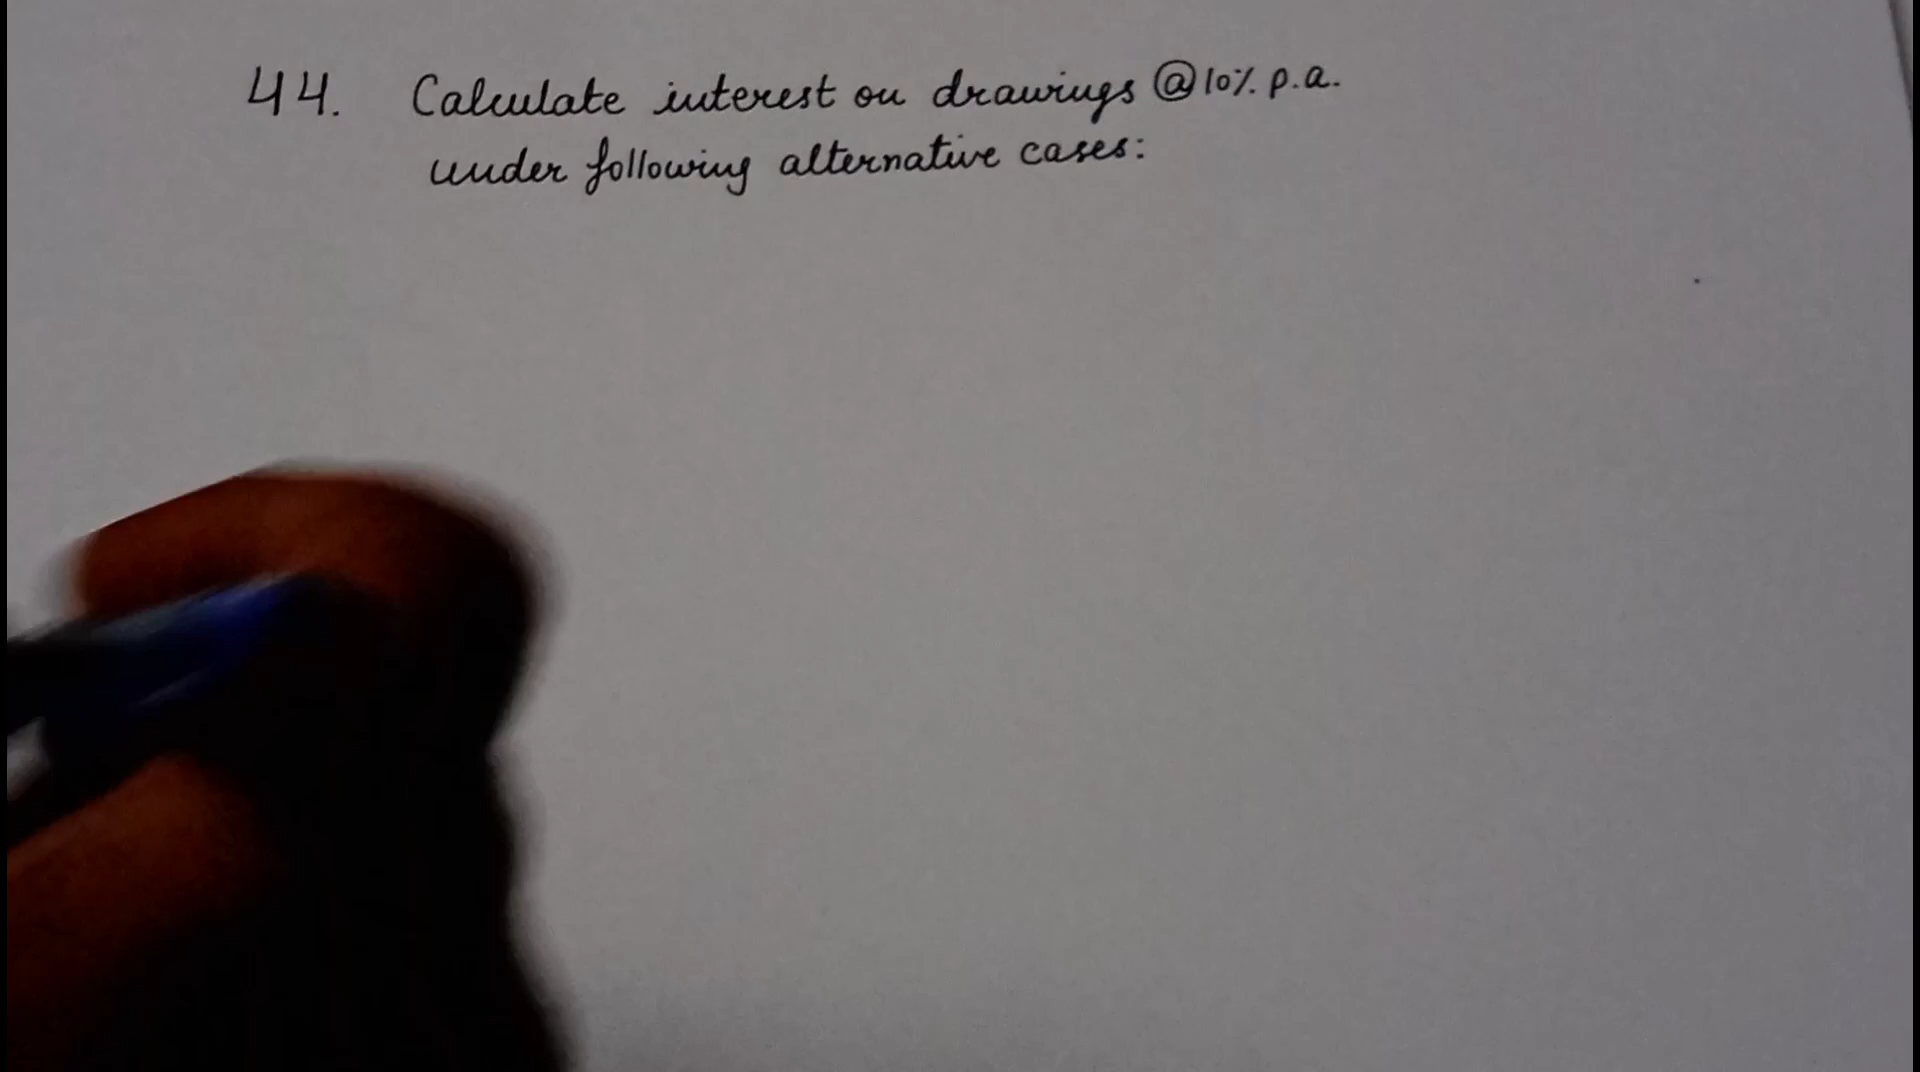 44. Calculate interest on drawings @10% p.a.
under following alternative cases: